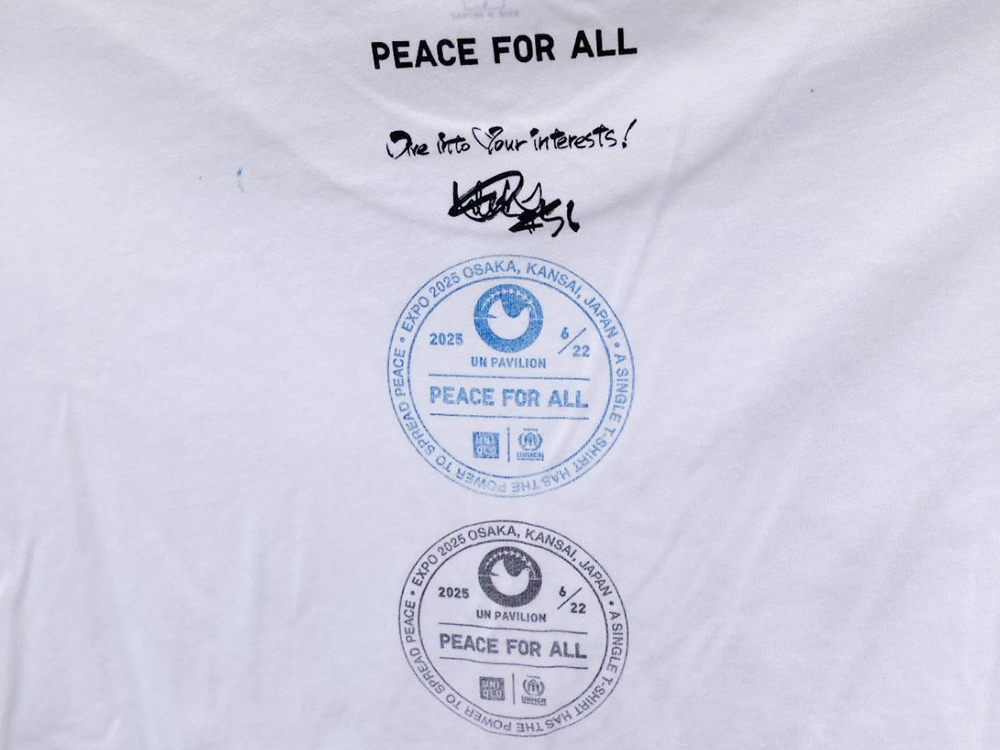 PEACE FOR ALL
Dive into Your interests!
#56
EXPO 2025 OSAKA, KANSAI, JAPAN • A SINGLE T-SHIRT HAS THE POWER TO SPREAD PEACE •
2025 6/22
UN PAVILION
PEACE FOR ALL
UNIQLO UNHCR
EXPO 2025 OSAKA, KANSAI, JAPAN • A SINGLE T-SHIRT HAS THE POWER TO SPREAD PEACE •
2025 6/22
UN PAVILION
PEACE FOR ALL
UNIQLO UNHCR